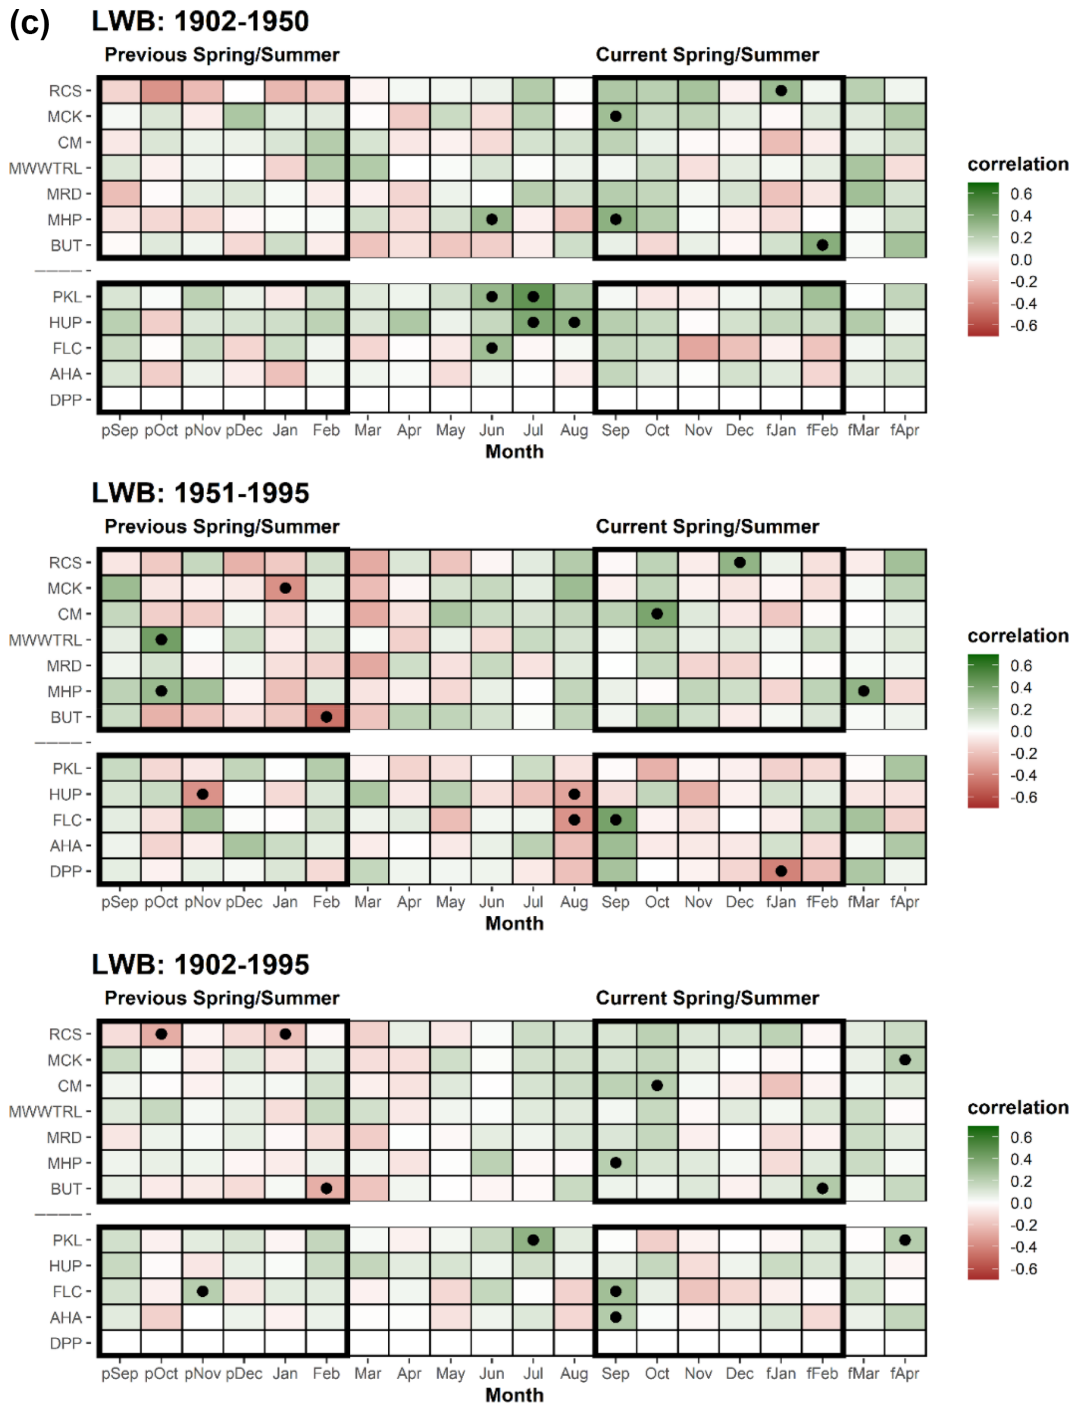 (c) LWB: 1902-1950
Previous Spring/Summer Current Spring/Summer
RCS
MCK
CM
MWWTRL
MRD
MHP
BUT
————
PKL
HUP
FLC
AHA
DPP
pSep pOct pNov pDec Jan Feb Mar Apr May Jun Jul Aug Sep Oct Nov Dec fJan fFeb fMar fApr
Month
correlation
0.6
0.4
0.2
0.0
-0.2
-0.4
-0.6
LWB: 1951-1995
Previous Spring/Summer Current Spring/Summer
RCS
MCK
CM
MWWTRL
MRD
MHP
BUT
————
PKL
HUP
FLC
AHA
DPP
pSep pOct pNov pDec Jan Feb Mar Apr May Jun Jul Aug Sep Oct Nov Dec fJan fFeb fMar fApr
Month
correlation
0.6
0.4
0.2
0.0
-0.2
-0.4
-0.6
LWB: 1902-1995
Previous Spring/Summer Current Spring/Summer
RCS
MCK
CM
MWWTRL
MRD
MHP
BUT
————
PKL
HUP
FLC
AHA
DPP
pSep pOct pNov pDec Jan Feb Mar Apr May Jun Jul Aug Sep Oct Nov Dec fJan fFeb fMar fApr
Month
correlation
0.6
0.4
0.2
0.0
-0.2
-0.4
-0.6